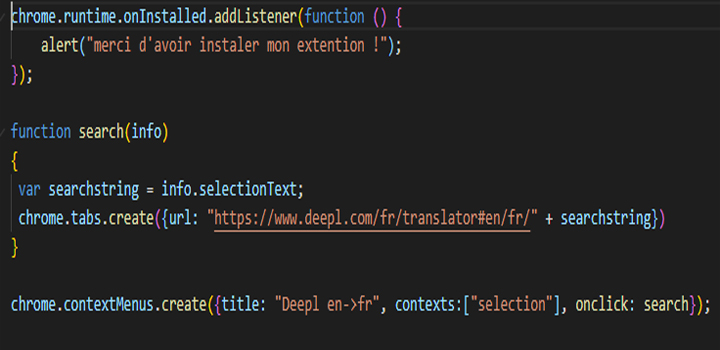 chrome.runtime.onInstalled.addListener(function () {
    alert("merci d'avoir instaler mon extention !");
});

function search(info)
{
 var searchstring = info.selectionText;
 chrome.tabs.create({url: "https://www.deepl.com/fr/translator#en/fr/" + searchstring})
}

chrome.contextMenus.create({title: "Deepl en->fr", contexts:["selection"], onclick: search});